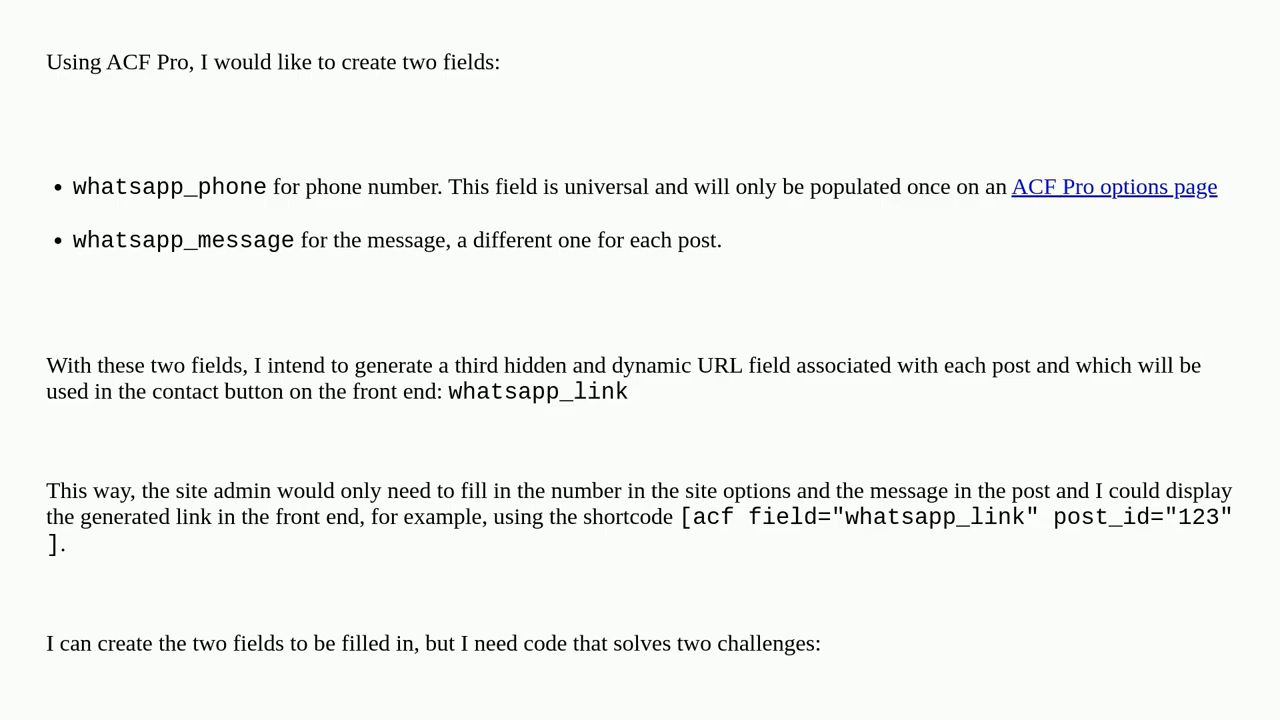 Using ACF Pro, I would like to create two fields:
• whatsapp_phone for phone number. This field is universal and will only be populated once on an ACF Pro options page
• whatsapp_message for the message, a different one for each post.
With these two fields, I intend to generate a third hidden and dynamic URL field associated with each post and which will be
used in the contact button on the front end: whatsapp_link
This way, the site admin would only need to fill in the number in the site options and the message in the post and I could display
the generated link in the front end, for example, using the shortcode [acf field="whatsapp_link" post_id="123"
].
I can create the two fields to be filled in, but I need code that solves two challenges: